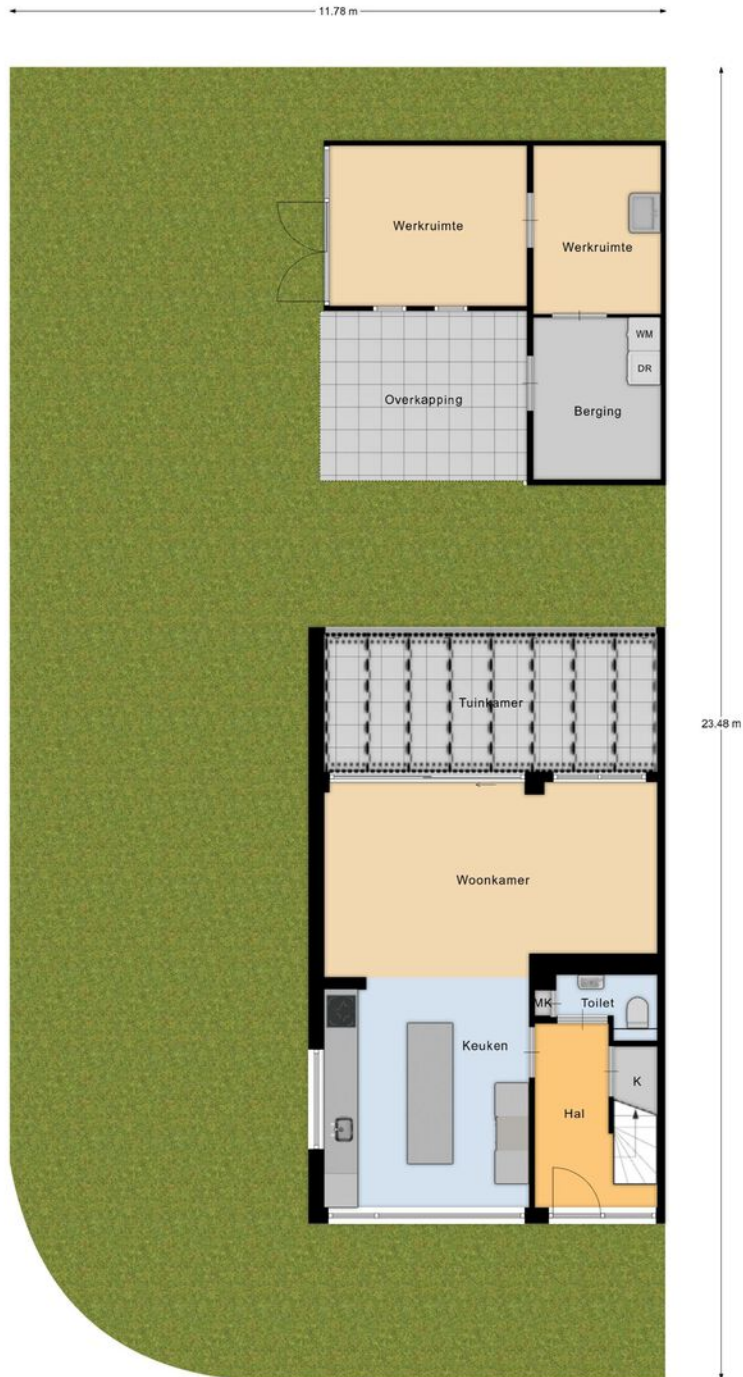 11.78 m
Werkruimte
Werkruimte
WM
DR
Overkapping
Berging
Tuinkamer
23.48 m
Woonkamer
MK
Toilet
Keuken
K
Hal